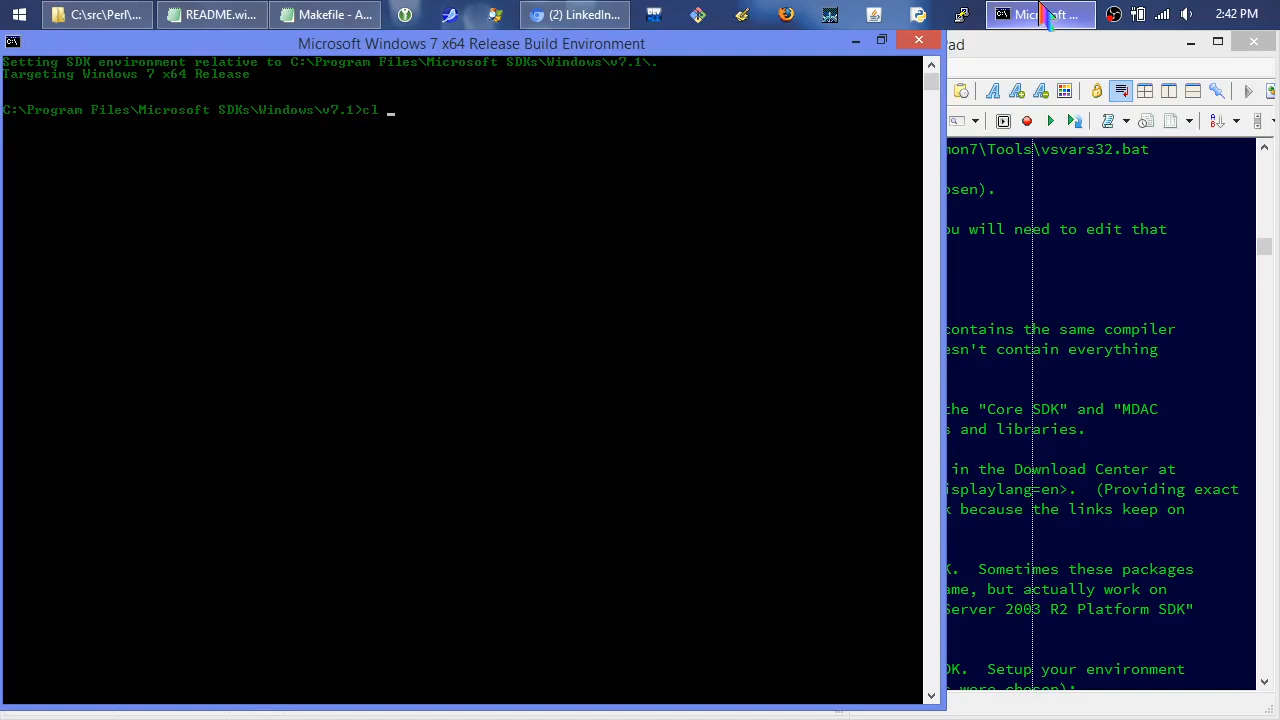 C:\src\Perl\...
README.wi...
Makefile - A...
(2) LinkedIn...
Microsoft ...
2:42 PM
Microsoft Windows 7 x64 Release Build Environment
Pad
Setting SDK environment relative to C:\Program Files\Microsoft SDKs\Windows\v7.1\.
Targeting Windows 7 x64 Release
C:\Program Files\Microsoft SDKs\Windows\v7.1>cl _
mon7\Tools\vsvars32.bat
osen).
ou will need to edit that
contains the same compiler
esn't contain everything
the "Core SDK" and "MDAC
s and libraries.
in the Download Center at
isplaylang=en>.  (Providing exact
k because the links keep on
K.  Sometimes these packages
ame, but actually work on
Server 2003 R2 Platform SDK"
DK.  Setup your environment
s were chosen):